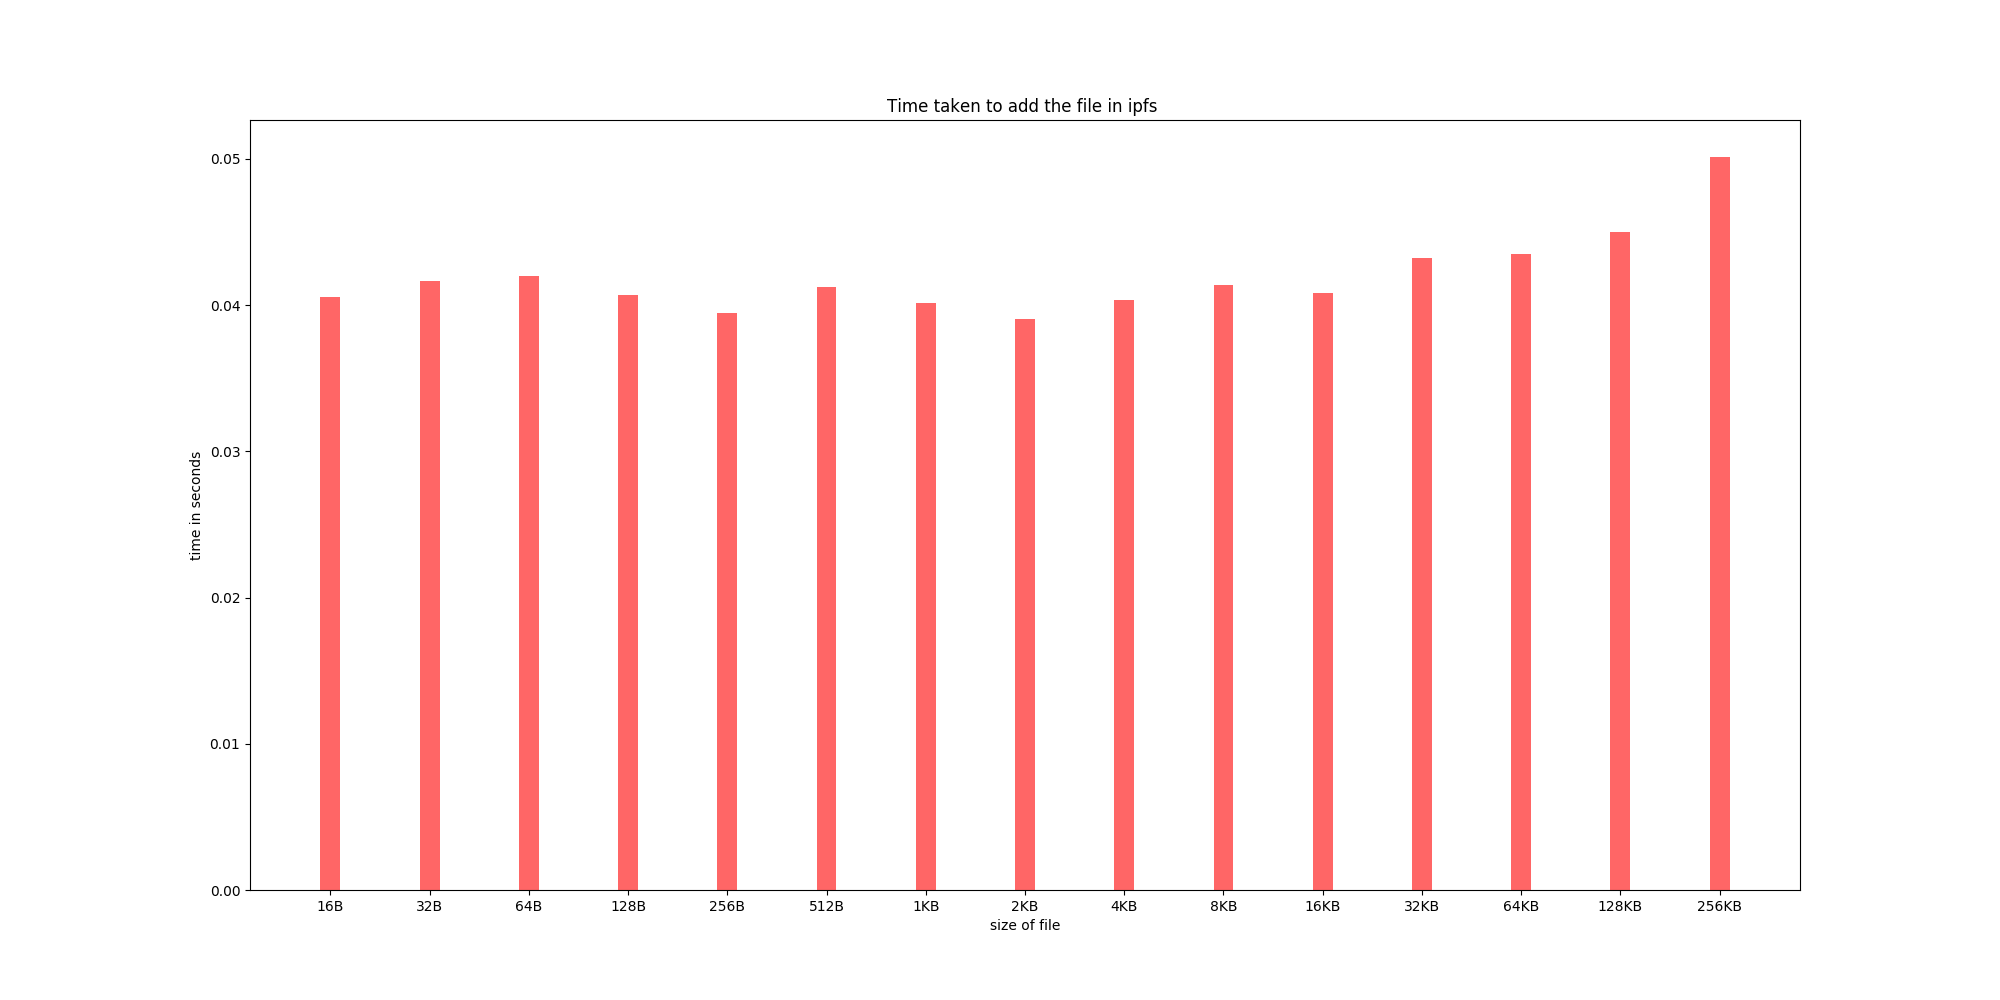 Time taken to add the file in ipfs
0.05
0.04
0.03
0.02
0.01
0.00
time in seconds
16B 32B 64B 128B 256B 512B 1KB 2KB 4KB 8KB 16KB 32KB 64KB 128KB 256KB
size of file